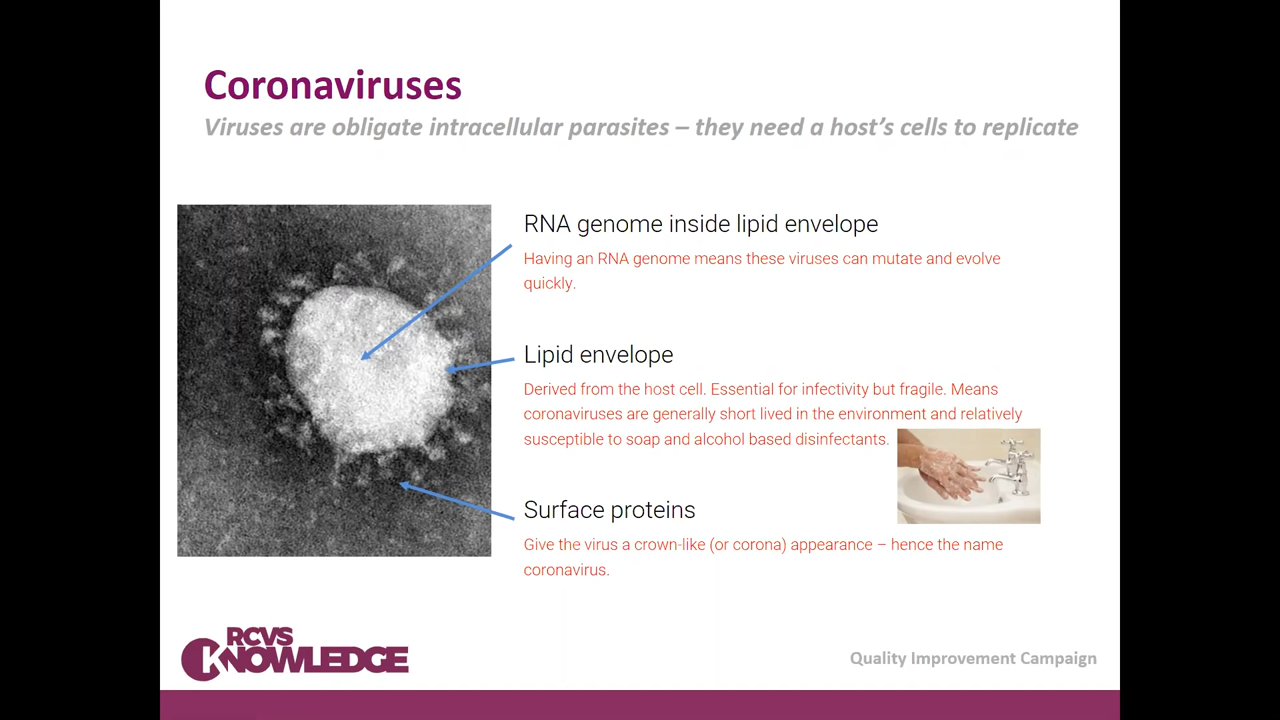 Coronaviruses
Viruses are obligate intracellular parasites – they need a host's cells to replicate
RNA genome inside lipid envelope
Having an RNA genome means these viruses can mutate and evolve
quickly.
Lipid envelope
Derived from the host cell. Essential for infectivity but fragile. Means
coronaviruses are generally short lived in the environment and relatively
susceptible to soap and alcohol based disinfectants.
Surface proteins
Give the virus a crown-like (or corona) appearance – hence the name
coronavirus.
RCVS
KNOWLEDGE
Quality Improvement Campaign